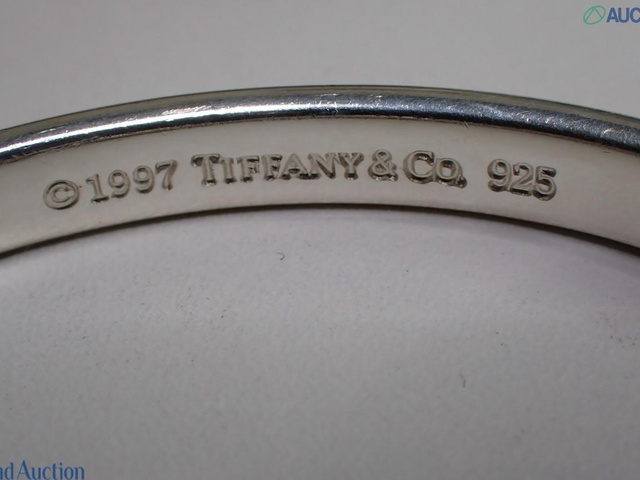 AUC
© 1997 TIFFANY & CO. 925
nd Auction